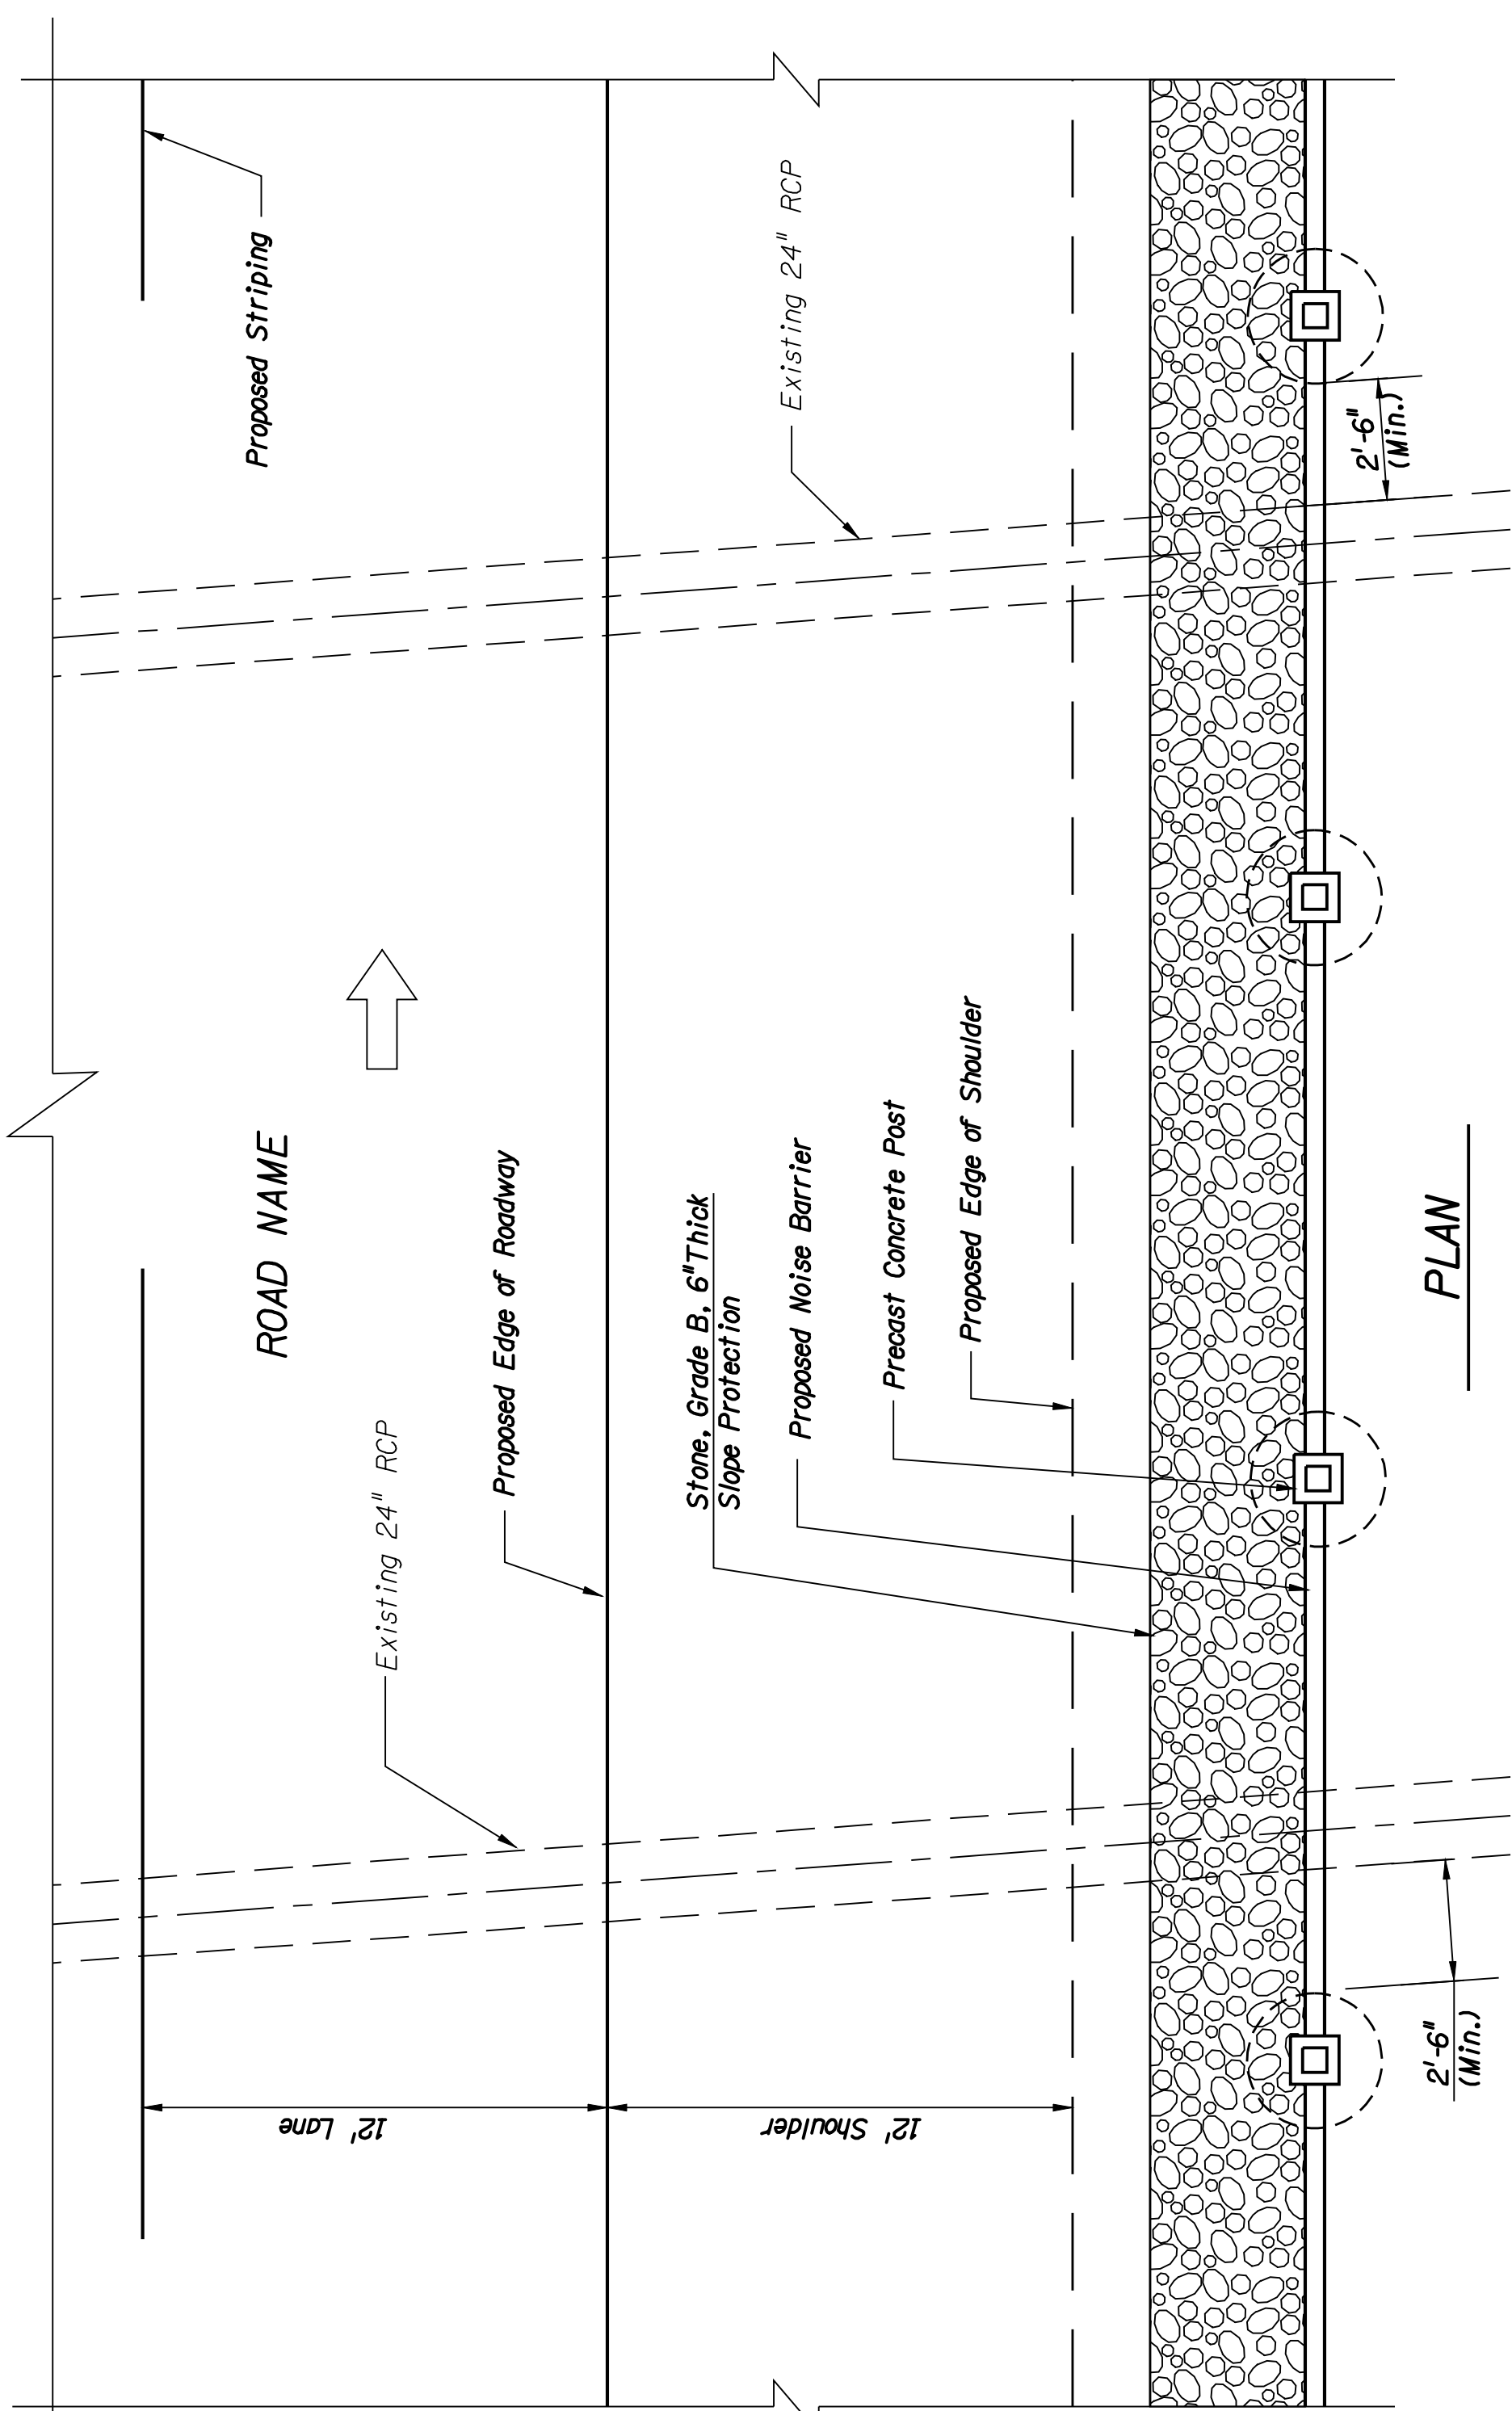 Proposed Striping
Existing 24" RCP
2'-6"
(Min.)
ROAD NAME
Proposed Edge of Roadway
Stone, Grade B, 6" Thick
Slope Protection
Proposed Noise Barrier
Precast Concrete Post
Proposed Edge of Shoulder
PLAN
Existing 24" RCP
12' Lane
12' Shoulder
2'-6"
(Min.)